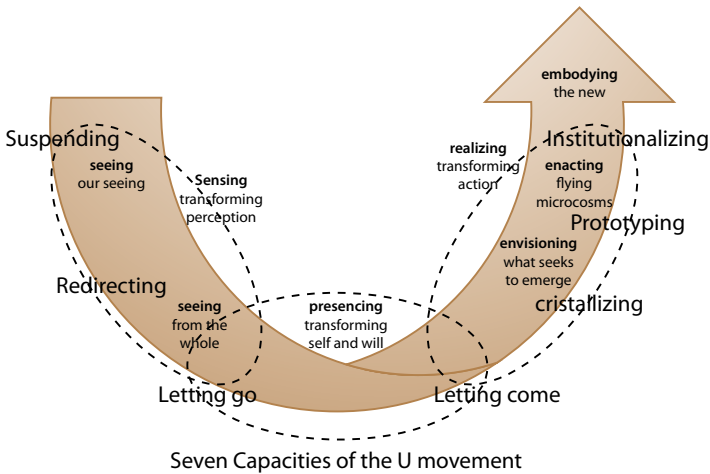 embodying
the new
Suspending
seeing
our seeing
Sensing
transforming
perception
realizing
transforming
action
Institutionalizing
enacting
flying
microcosms
Prototyping
envisioning
what seeks
to emerge
Redirecting
seeing
from the
whole
presencing
transforming
self and will
cristallizing
Letting go
Letting come
Seven Capacities of the U movement